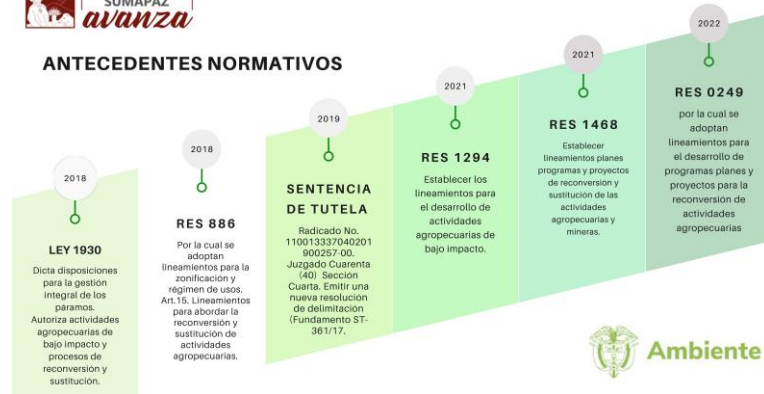 SUMAPAZ
avanza
ANTECEDENTES NORMATIVOS
2018
LEY 1930
Dicta disposiciones
para la gestión
integral de los
páramos.
Autoriza actividades
agropecuarias de
bajo impacto y
procesos de
reconversión y
sustitución.
2018
RES 886
Por la cual se
adoptan
lineamientos para la
zonificación y
régimen de usos.
Art.15. Lineamientos
para abordar la
reconversión y
sustitución de
actividades
agropecuarias.
2019
SENTENCIA
DE TUTELA
Radicado No.
110013337040201
900257-00.
Juzgado Cuarenta
(40) Sección
Cuarta. Emitir una
nueva resolución
de delimitación
(Fundamento ST-
361/17.
2021
RES 1294
Establecer los
lineamientos para
el desarrollo de
actividades
agropecuarias de
bajo impacto.
2021
RES 1468
Establecer
lineamientos planes
programas y proyectos
de reconversión y
sustitución de las
actividades
agropecuarias y
mineras.
2022
RES 0249
por la cual se
adoptan
lineamientos para
el desarrollo de
programas planes y
proyectos para la
reconversión de
actividades
agropecuarias
Ambiente